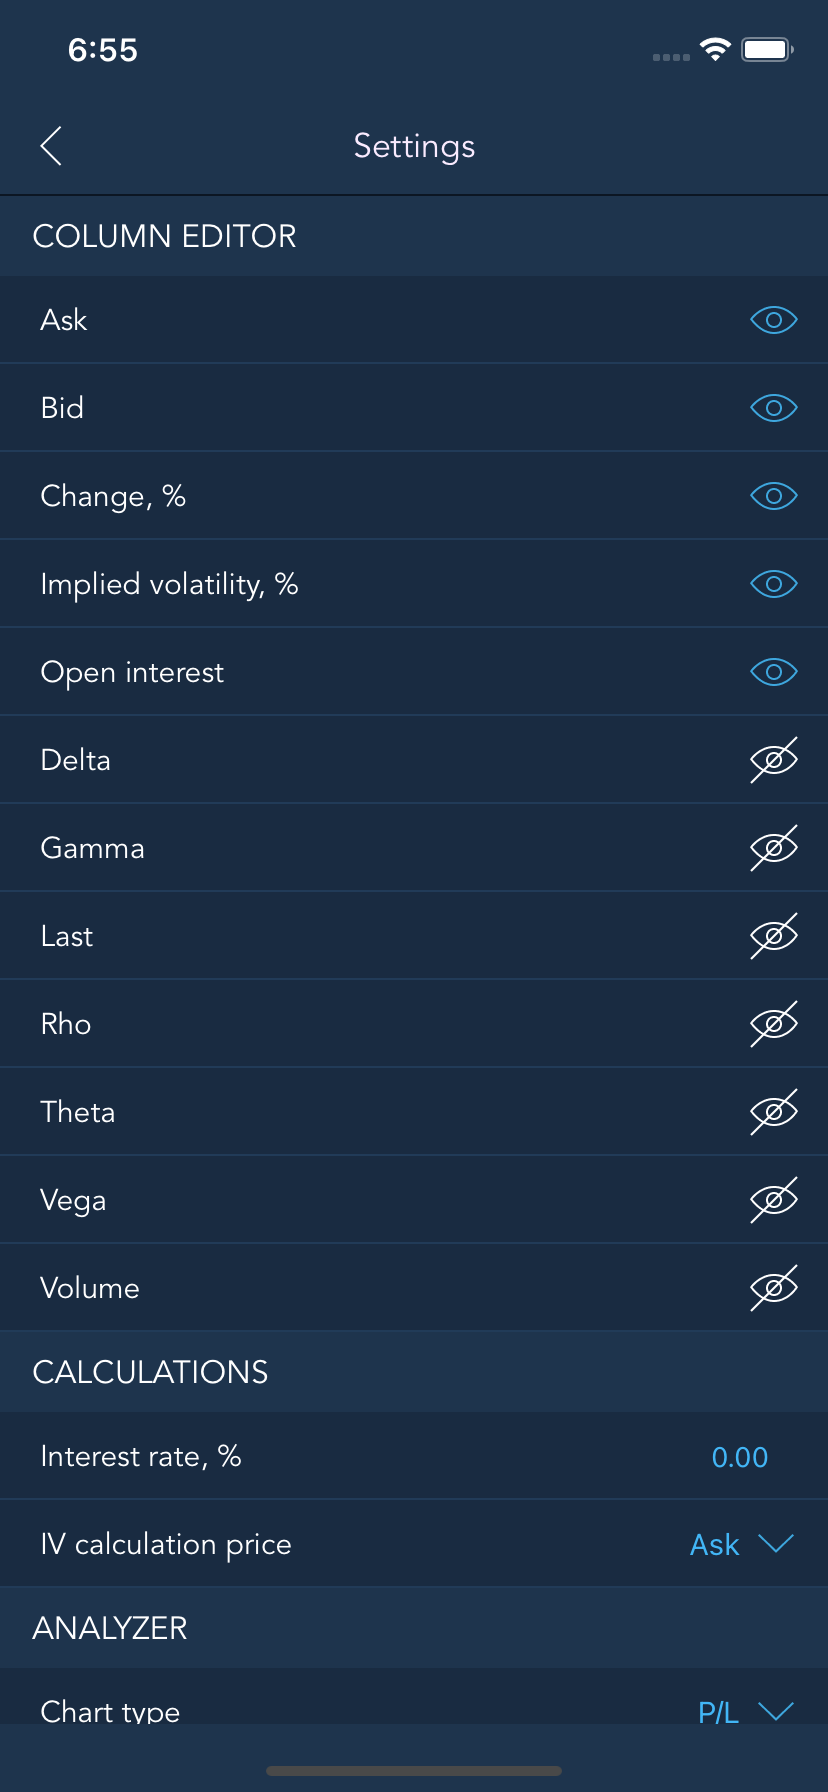 6:55
Settings
COLUMN EDITOR
Ask
Bid
Change, %
Implied volatility, %
Open interest
Delta
Gamma
Last
Rho
Theta
Vega
Volume
CALCULATIONS
Interest rate, % 0.00
IV calculation price Ask
ANALYZER
Chart type P/L